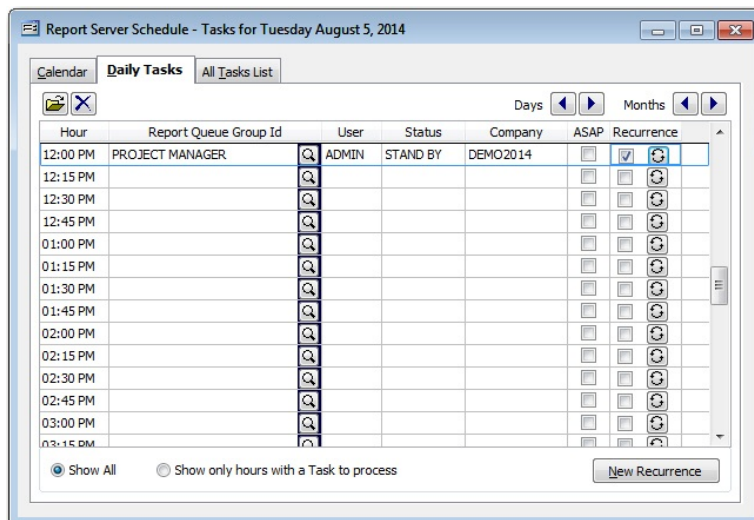 Report Server Schedule - Tasks for Tuesday August 5, 2014
Calendar Daily Tasks All Tasks List
Days Months
Hour Report Queue Group Id User Status Company ASAP Recurrence
12:00 PM PROJECT MANAGER ADMIN STAND BY DEMO2014
12:15 PM
12:30 PM
12:45 PM
01:00 PM
01:15 PM
01:30 PM
01:45 PM
02:00 PM
02:15 PM
02:30 PM
02:45 PM
03:00 PM
03:15 PM
Show All Show only hours with a Task to process New Recurrence